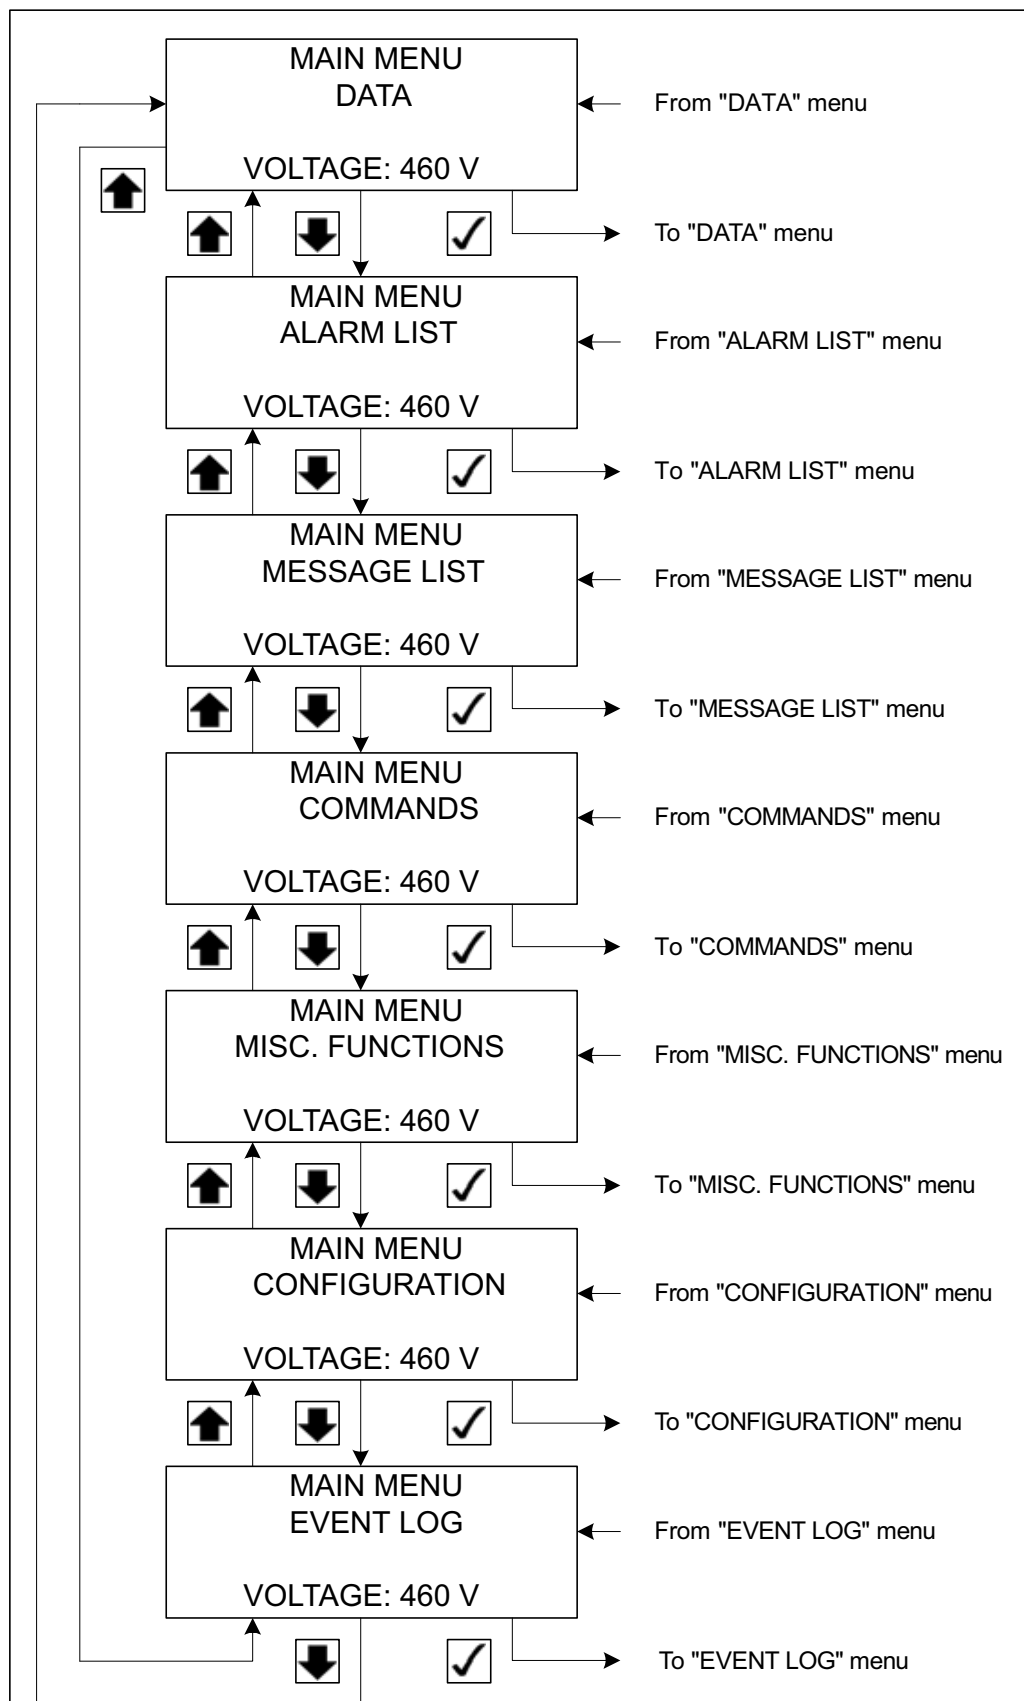 MAIN MENU
DATA
VOLTAGE: 460 V
From "DATA" menu
To "DATA" menu
MAIN MENU
ALARM LIST
VOLTAGE: 460 V
From "ALARM LIST" menu
To "ALARM LIST" menu
MAIN MENU
MESSAGE LIST
VOLTAGE: 460 V
From "MESSAGE LIST" menu
To "MESSAGE LIST" menu
MAIN MENU
COMMANDS
VOLTAGE: 460 V
From "COMMANDS" menu
To "COMMANDS" menu
MAIN MENU
MISC. FUNCTIONS
VOLTAGE: 460 V
From "MISC. FUNCTIONS" menu
To "MISC. FUNCTIONS" menu
MAIN MENU
CONFIGURATION
VOLTAGE: 460 V
From "CONFIGURATION" menu
To "CONFIGURATION" menu
MAIN MENU
EVENT LOG
VOLTAGE: 460 V
From "EVENT LOG" menu
To "EVENT LOG" menu